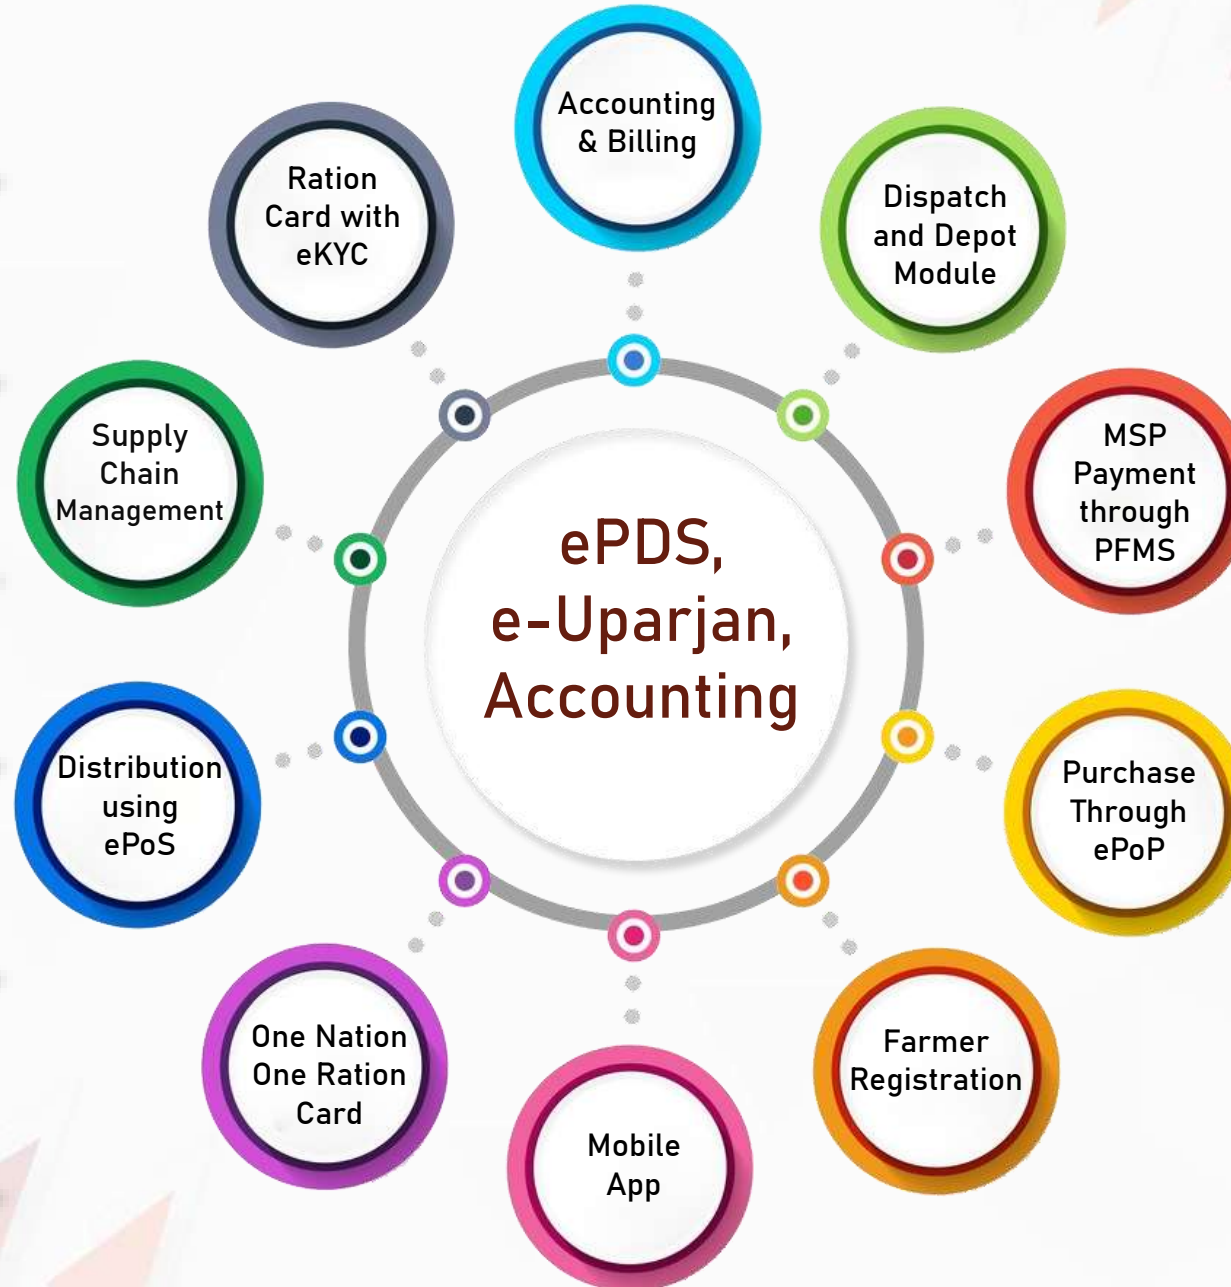 Accounting
& Billing
Dispatch
and Depot
Module
MSP
Payment
through
PFMS
Purchase
Through
ePoP
Farmer
Registration
Mobile
App
One Nation
One Ration
Card
Distribution
using
ePoS
Supply
Chain
Management
Ration
Card with
eKYC
ePDS,
e-Uparjan,
Accounting